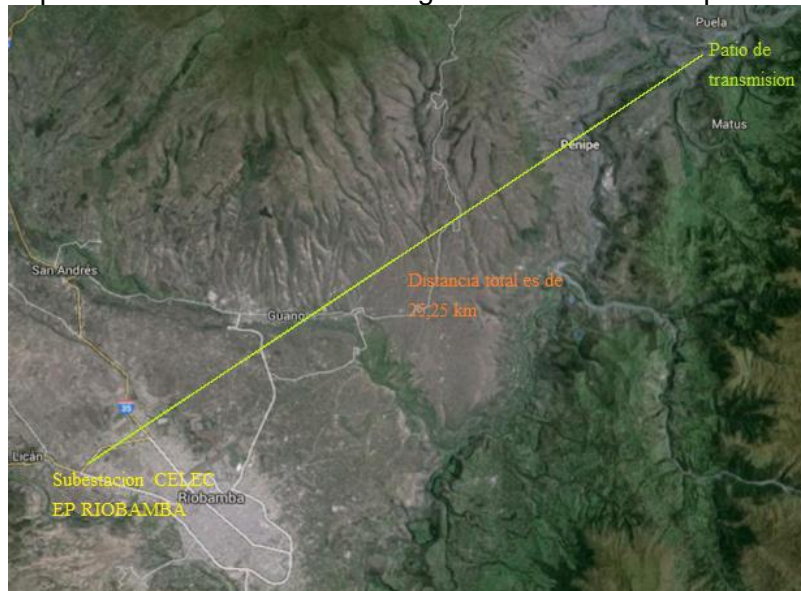 Puela
Patio de
transmision
Matus
Penipe
San Andrés
Distancia total es de
25,25 km
Guano
35
Licán
Subestacion CELEC
EP RIOBAMBA
Riobamba